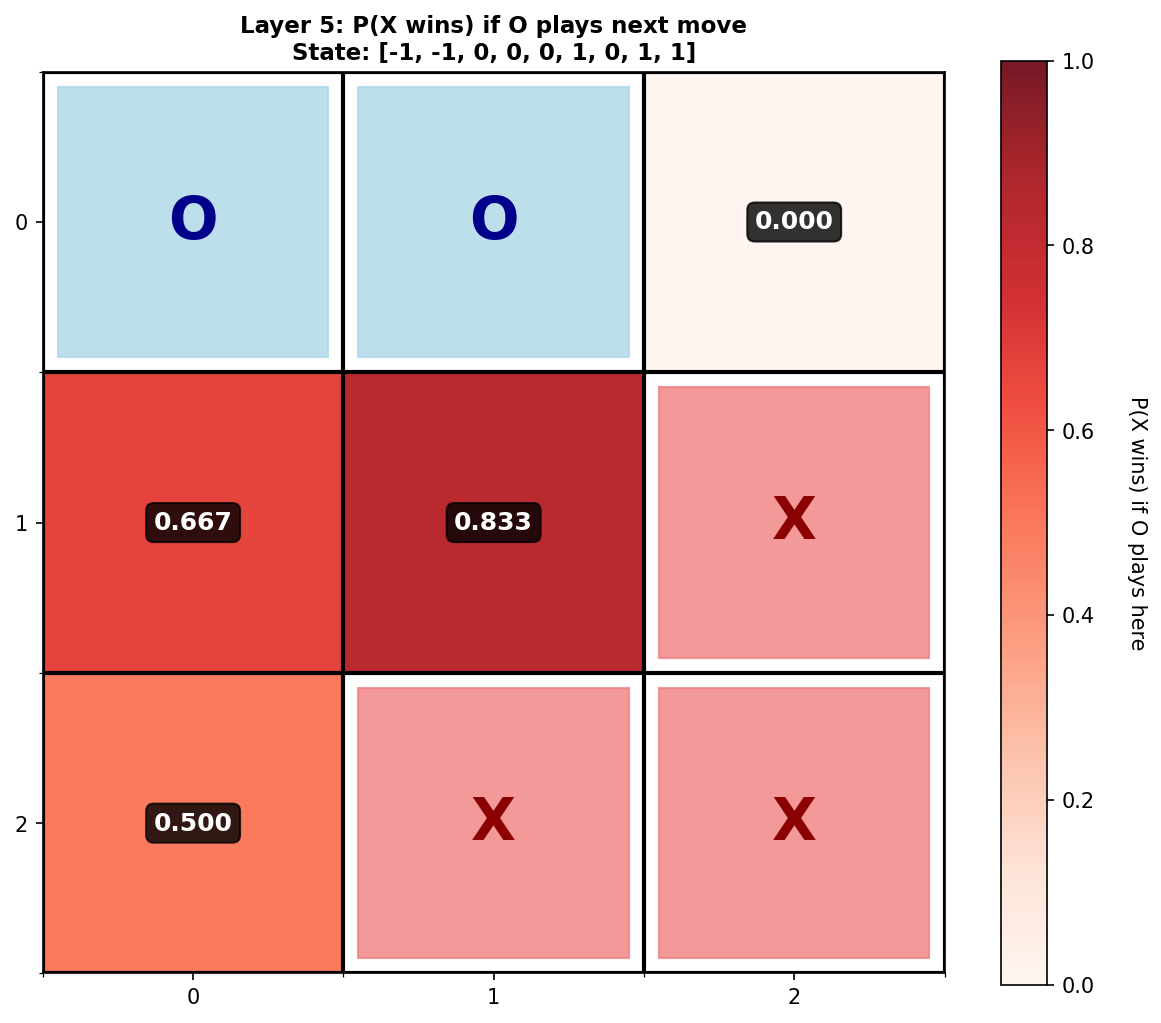 Layer 5: P(X wins) if O plays next move
State: [-1, -1, 0, 0, 0, 1, 0, 1, 1]
0
O
O
0.000
1
0.667
0.833
X
2
0.500
X
X
0
1
2
1.0
0.8
0.6
0.4
0.2
0.0
P(X wins) if O plays here